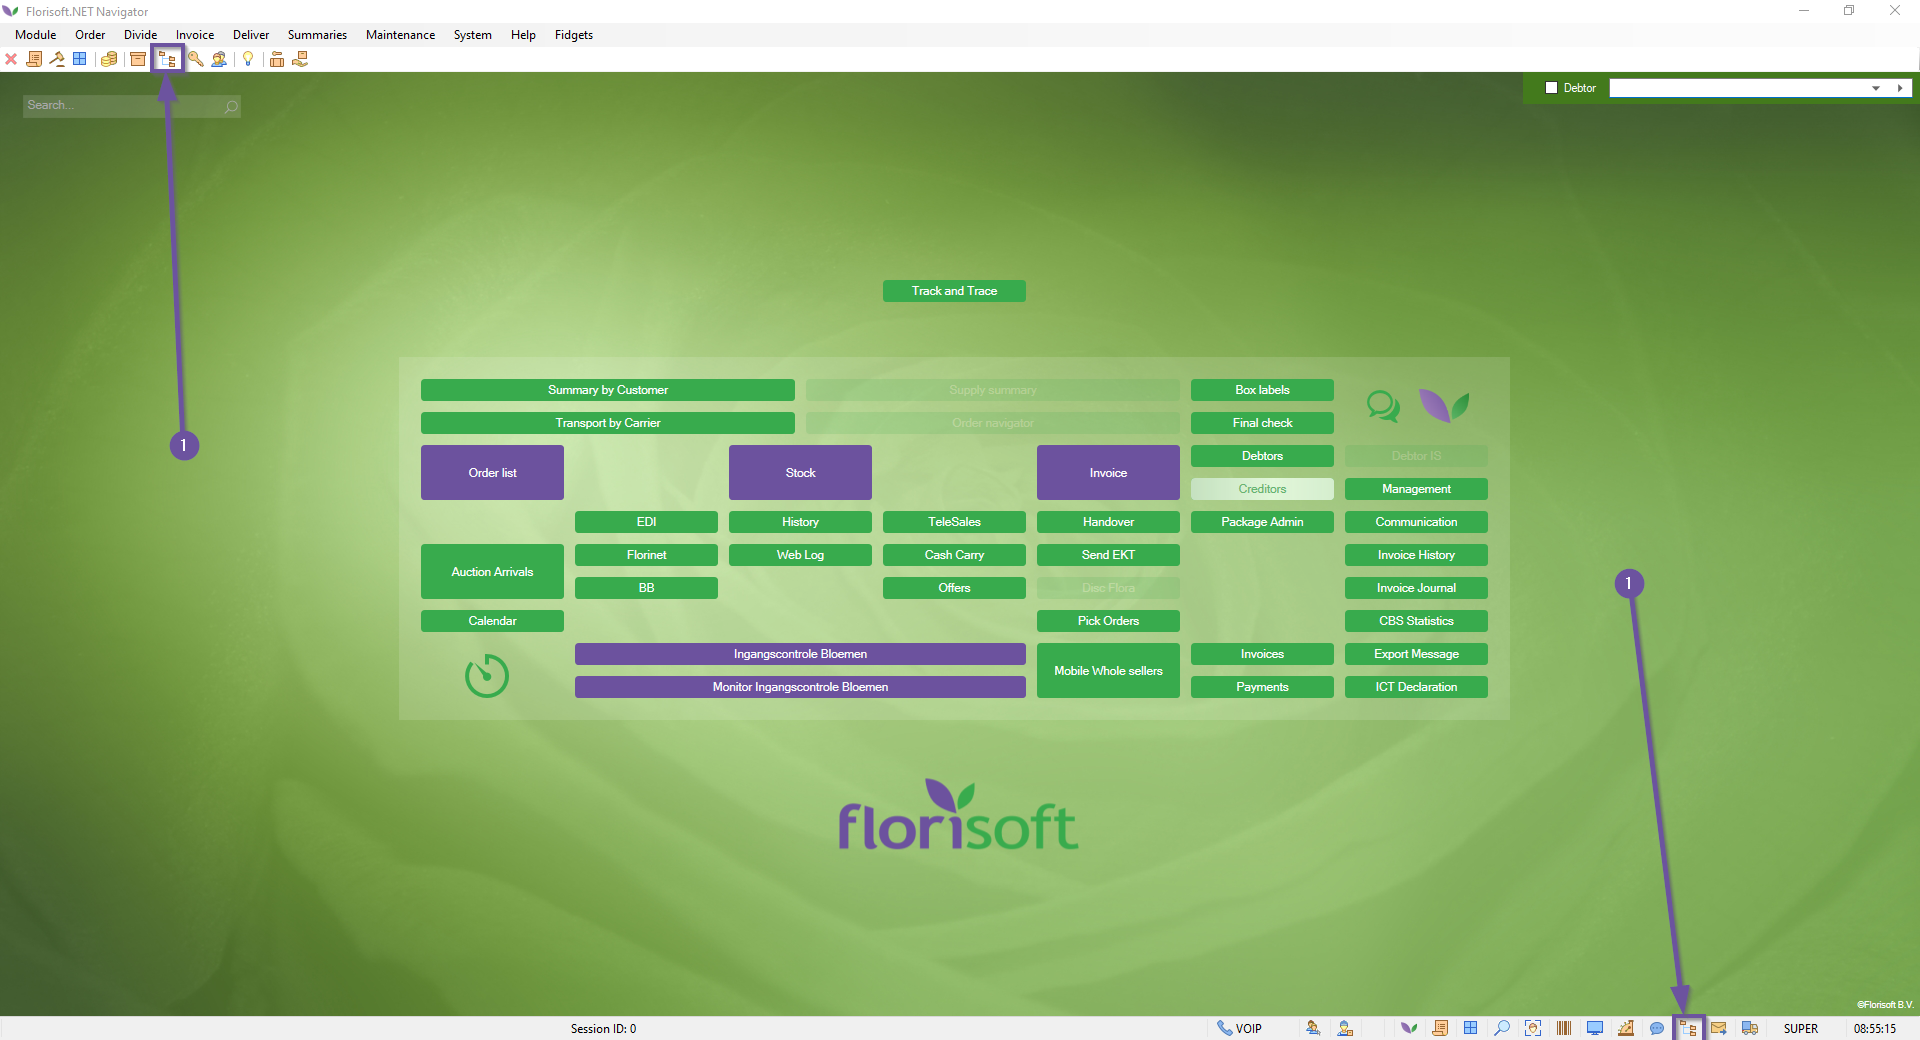 Florisoft.NET Navigator
Module Order Divide Invoice Deliver Summaries Maintenance System Help Fidgets
Search...
Debtor
1
Track and Trace
Summary by Customer Supply summary Box labels
Transport by Carrier Order navigator Final check
Order list Stock Invoice Debtors Debtor IS
Creditors Management
EDI History TeleSales Handover Package Admin Communication
Auction Arrivals Florinet Web Log Cash Carry Send EKT Invoice History
BB Offers Disc Flora Invoice Journal
1
Calendar Pick Orders CBS Statistics
Ingangscontrole Bloemen Mobile Whole sellers Invoices Export Message
Monitor Ingangscontrole Bloemen Payments ICT Declaration
florisoft
©Florisoft B.V.
Session ID: 0 VOIP SUPER 08:55:15